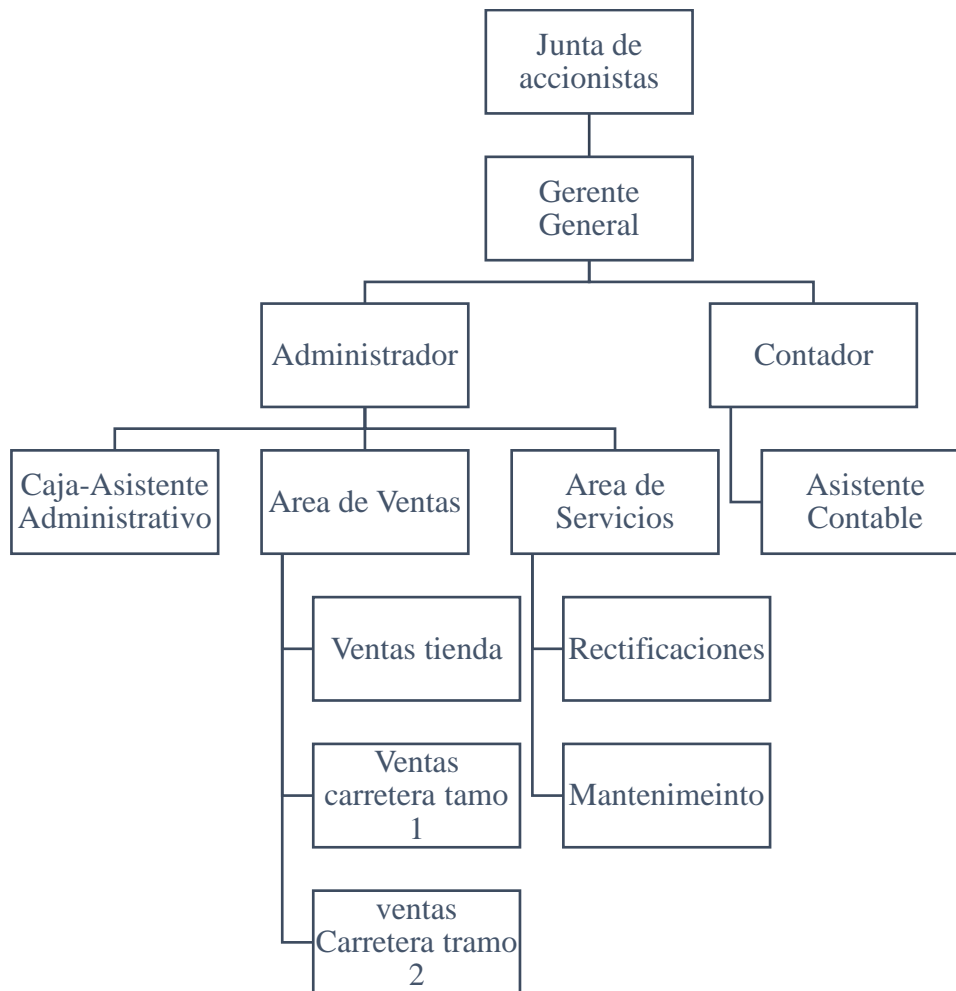 Junta de
accionistas
Gerente
General
Administrador
Contador
Caja-Asistente
Administrativo
Area de Ventas
Area de
Servicios
Asistente
Contable
Ventas tienda
Rectificaciones
Ventas
carretera tamo
1
Mantenimeinto
ventas
Carretera tramo
2